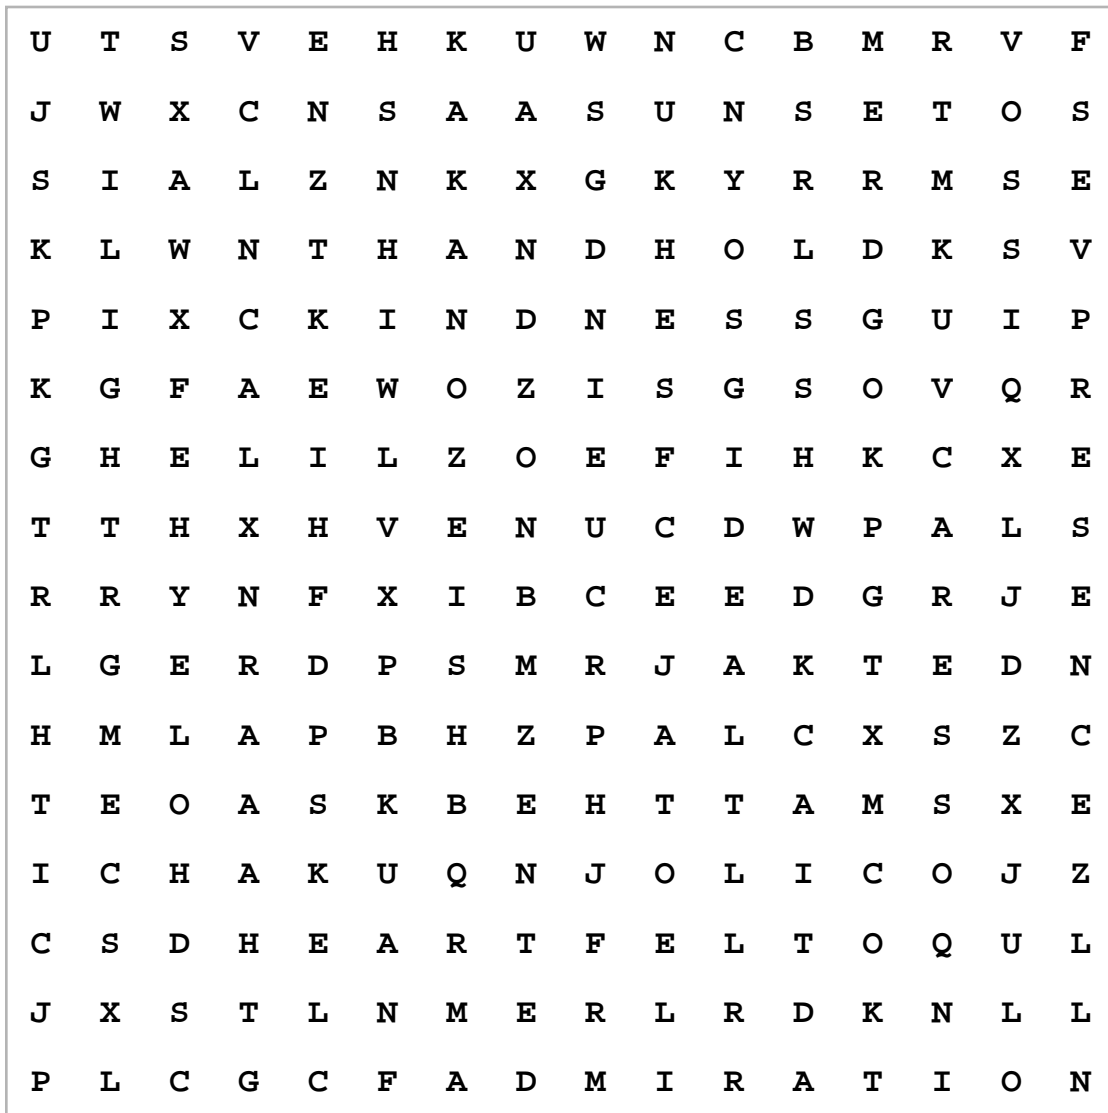 U T S V E H K U W N C B M R V F
J W X C N S A A S U N S E T O S
S I A L Z N K X G K Y R R M S E
K L W N T H A N D H O L D K S V
P I X C K I N D N E S S G U I P
K G F A E W O Z I S G S O V Q R
G H E L I L Z O E F I H K C X E
T T H X H V E N U C D W P A L S
R R Y N F X I B C E E D G R J E
L G E R D P S M R J A K T E D N
H M L A P B H Z P A L C X S Z C
T E O A S K B E H T T A M S X E
I C H A K U Q N J O L I C O J Z
C S D H E A R T F E L T O Q U L
J X S T L N M E R L R D K N L L
P L C G C F A D M I R A T I O N